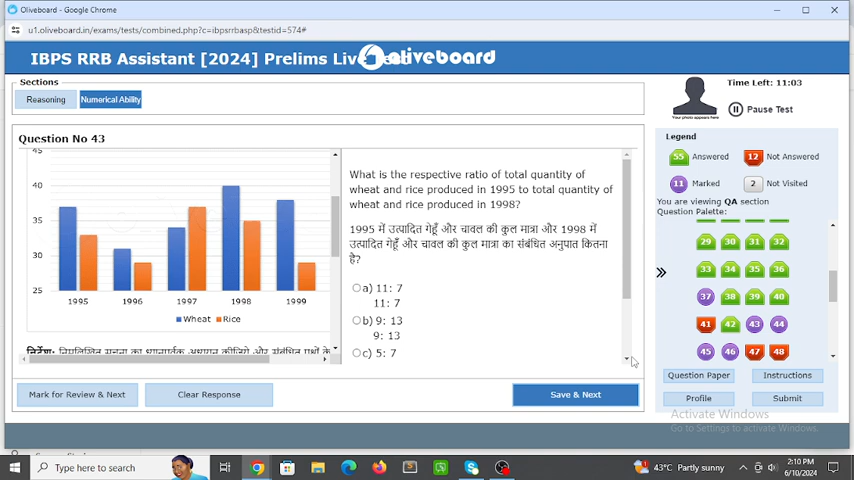 Oliveboard - Google Chrome
u1.oliveboard.in/exams/tests/combined.php?c=ibpsrrbasp&testid=574#
IBPS RRB Assistant [2024] Prelims Live
oliveboard
Sections
Reasoning
Numerical Ability
Time Left: 11:03
Pause Test
Your photo appears here
Question No 43
Legend
55 Answered
12 Not Answered
11 Marked
2 Not Visited
You are viewing QA section
Question Palette:
29 30 31 32
33 34 35 36
37 38 39 40
41 42 43 44
45 46 47 48
45
40
35
30
25
1995 1996 1997 1998 1999
Wheat Rice
What is the respective ratio of total quantity of
wheat and rice produced in 1995 to total quantity of
wheat and rice produced in 1998?
1995 में उत्पादित गेहूँ और चावल की कुल मात्रा और 1998 में
उत्पादित गेहूँ और चावल की कुल मात्रा का संबंधित अनुपात कितना
है?
a) 11: 7
11: 7
b) 9: 13
9: 13
c) 5: 7
Mark for Review & Next
Clear Response
Save & Next
Question Paper
Instructions
Profile
Submit
Activate Windows
Go to Settings to activate Windows.
Type here to search
43°C Partly sunny
2:10 PM
6/10/2024